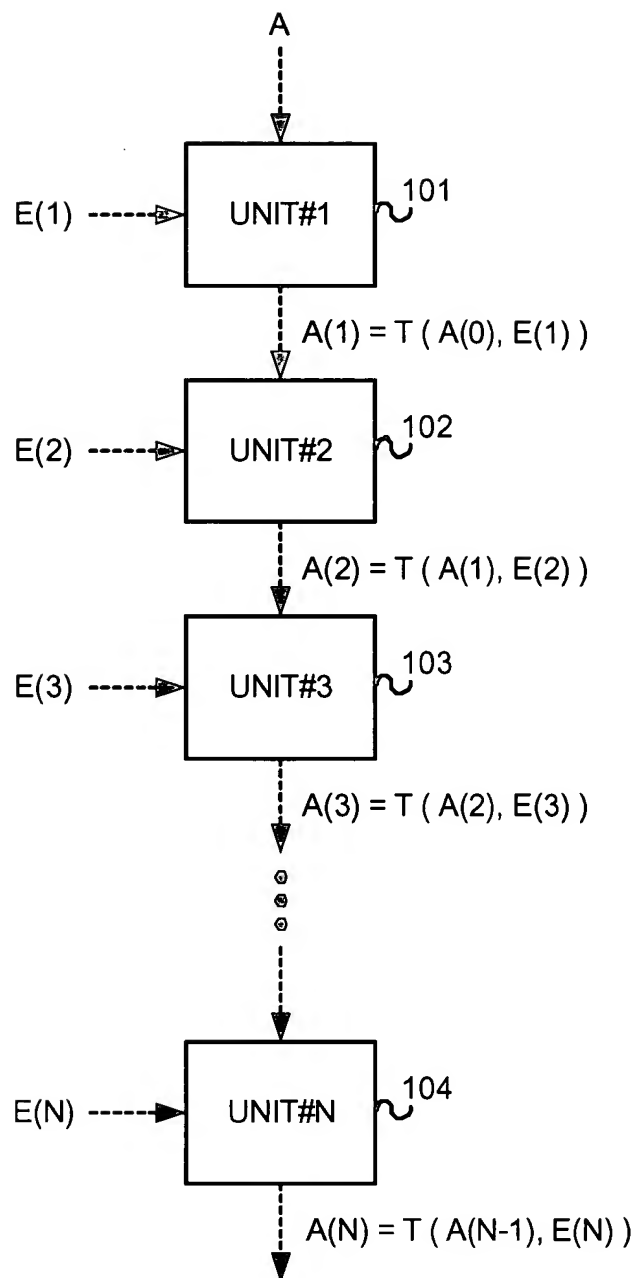 A
E(1)
UNIT#1
101
A(1) = T ( A(0), E(1) )
E(2)
UNIT#2
102
A(2) = T ( A(1), E(2) )
E(3)
UNIT#3
103
A(3) = T ( A(2), E(3) )
E(N)
UNIT#N
104
A(N) = T ( A(N-1), E(N) )